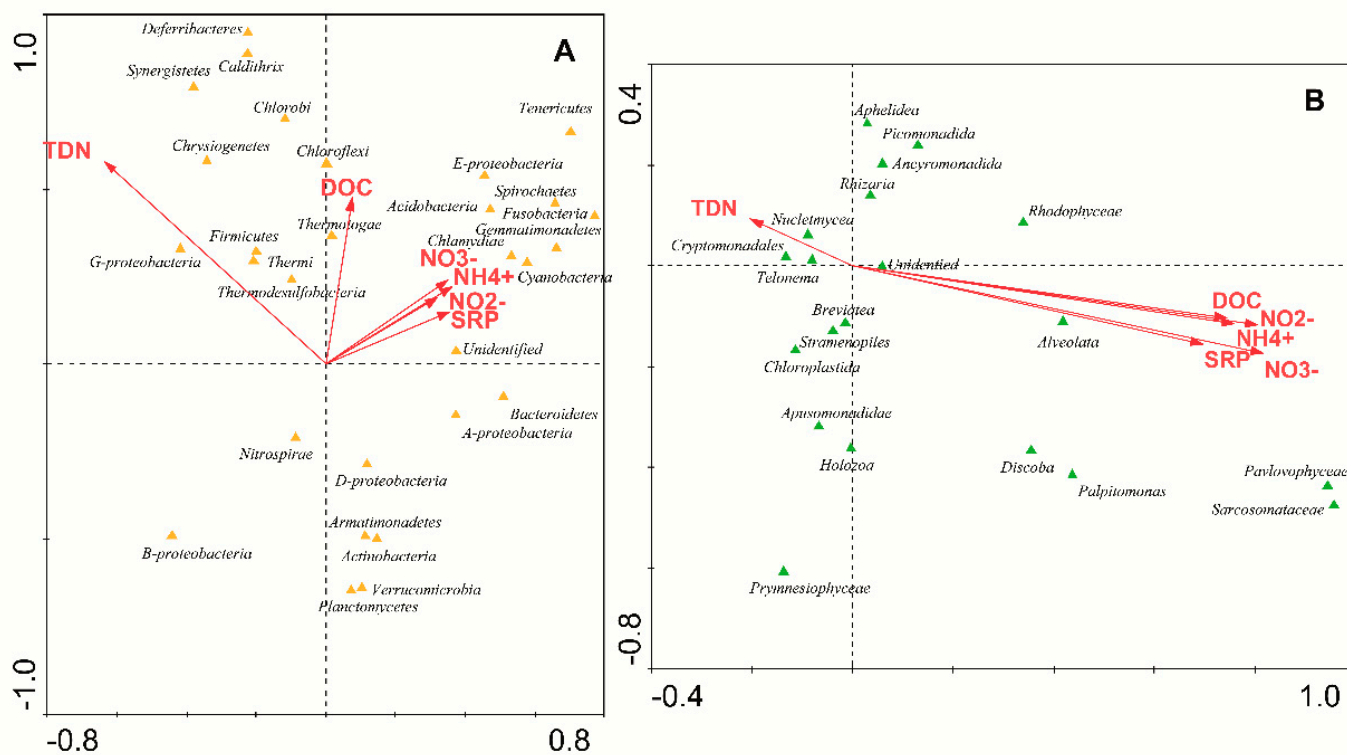 A
1.0
Deferribacteres
Caldithrix
Synergistetes
Chlorobi
Tenericutes
Chrysiogenetes
TDN
Chloroflexi
E-proteobacteria
DOC
Spirochaetes
Acidobacteria
Fusobacteria
Gemmatimonadetes
Thermotogae
Firmicutes
Chlamydiae
G-proteobacteria
Thermi
NO3-
Cyanobacteria
NH4+
Thermodesulfobacteria
NO2-
SRP
Unidentified
Bacteroidetes
A-proteobacteria
Nitrospirae
D-proteobacteria
Armatimonadetes
B-proteobacteria
Actinobacteria
Verrucomicrobia
Planctomycetes
-1.0
-0.8
0.8
B
0.4
Aphelidea
Picomonadida
Ancyromonadida
Rhizaria
TDN
Nucletmycea
Rhodophyceae
Cryptomonadales
Telonema
Unidentied
Breviatea
DOC
NO2-
Stramenopiles
Alveolata
NH4+
SRP
NO3-
Chloroplastida
Apusomonadidae
Holozoa
Discoba
Pavlovophyceae
Palpitomonas
Sarcosomataceae
Prymnesiophyceae
-0.8
-0.4
1.0